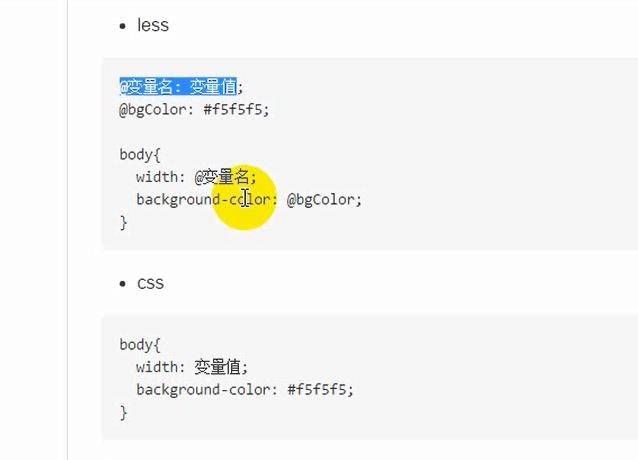 less
@变量名: 变量值;
@bgColor: #f5f5f5;
body{
width: @变量名;
background-color: @bgColor;
}
css
body{
width: 变量值;
background-color: #f5f5f5;
}